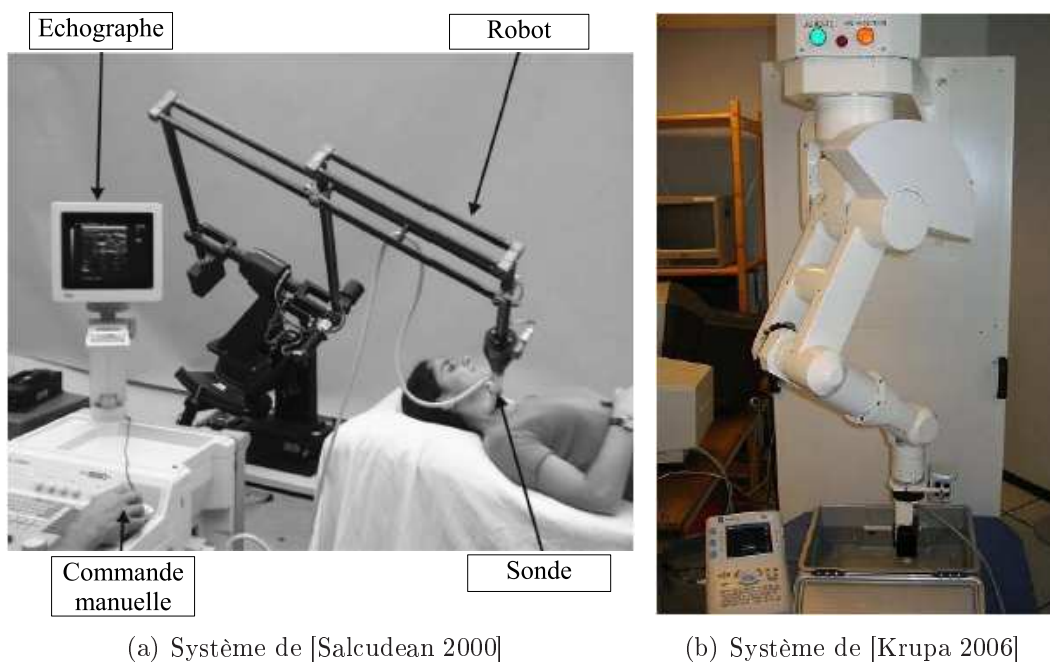 Echographe
Robot
Commande
manuelle
Sonde
(a) Système de [Salcudean 2000]
(b) Système de [Krupa 2006]